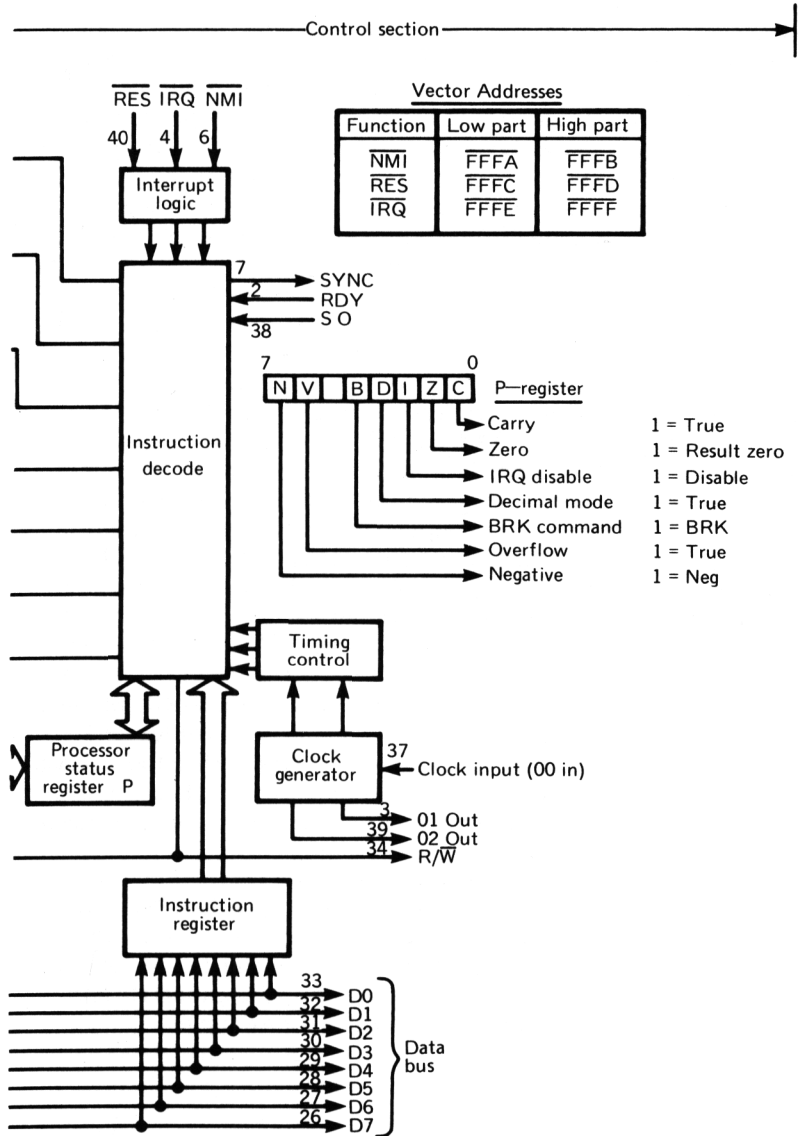 Control section
RES IRQ NMI
40 4 6
Interrupt
logic
Vector Addresses
Function Low part High part
NMI FFFA FFFB
RES FFFC FFFD
IRQ FFFE FFFF
7 SYNC
2 RDY
38 S O
Instruction
decode
7 0
N V B D I Z C P—register
Carry 1 = True
Zero 1 = Result zero
IRQ disable 1 = Disable
Decimal mode 1 = True
BRK command 1 = BRK
Overflow 1 = True
Negative 1 = Neg
Timing
control
Processor
status
register P
Clock
generator
37 Clock input (00 in)
3 01 Out
39 02 Out
34 R/W
Instruction
register
33 D0
32 D1
31 D2
30 D3
29 D4
28 D5
27 D6
26 D7
Data
bus